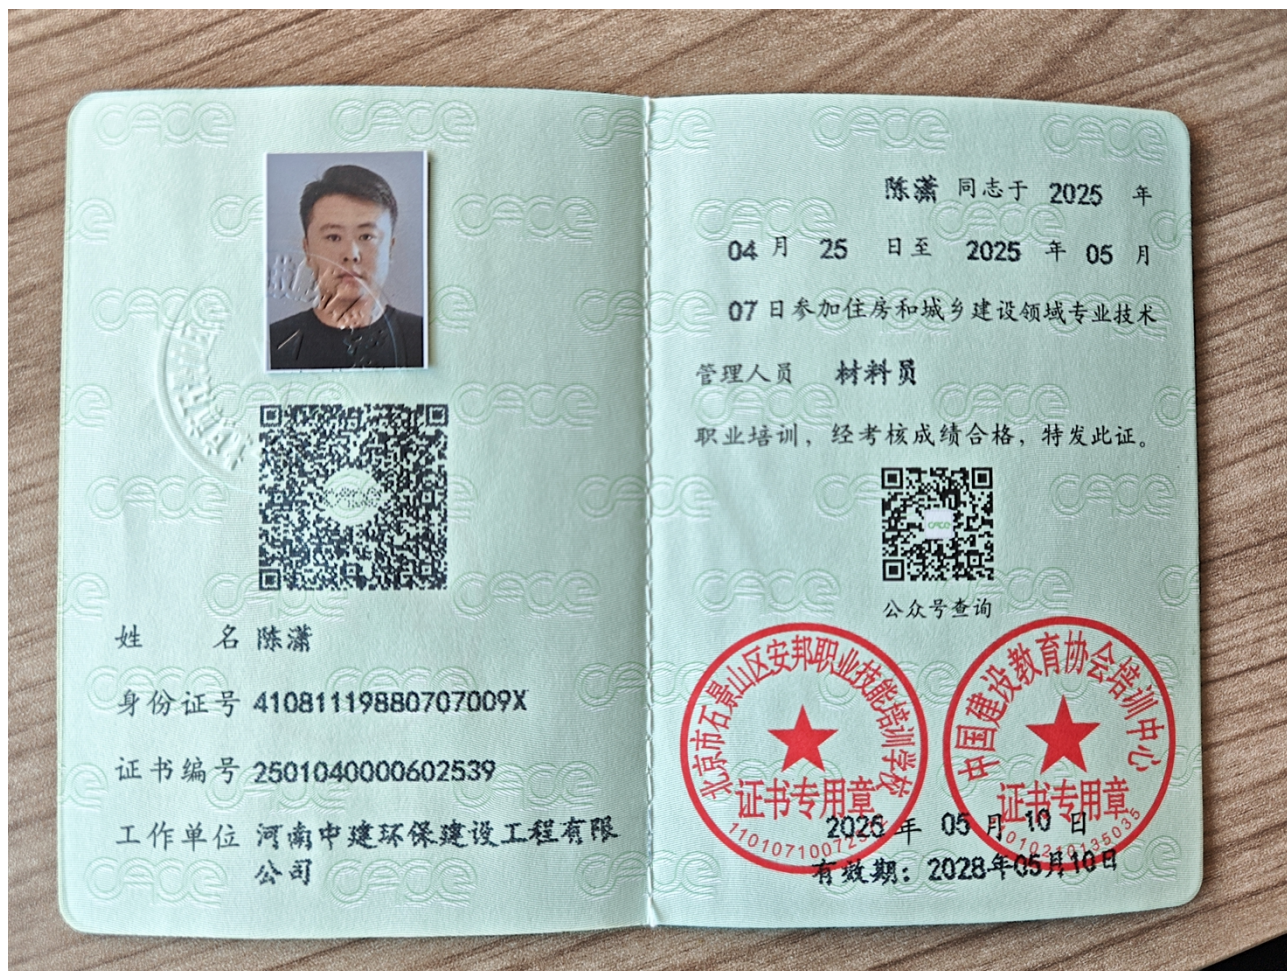 姓 名 陈潇
身份证号 41081119880707009X
证书编号 2501040000602539
工作单位 河南中建环保建设工程有限
公司
陈潇 同志于 2025 年
04 月 25 日至 2025 年 05 月
07 日参加住房和城乡建设领域专业技术
管理人员 材料员
职业培训，经考核成绩合格，特发此证。
公众号查询
北京市石景山区安邦职业技能培训学校
证书专用章
中国建设教育协会培训中心
证书专用章
2025 年 05 月 10 日
有效期：2028年05月10日